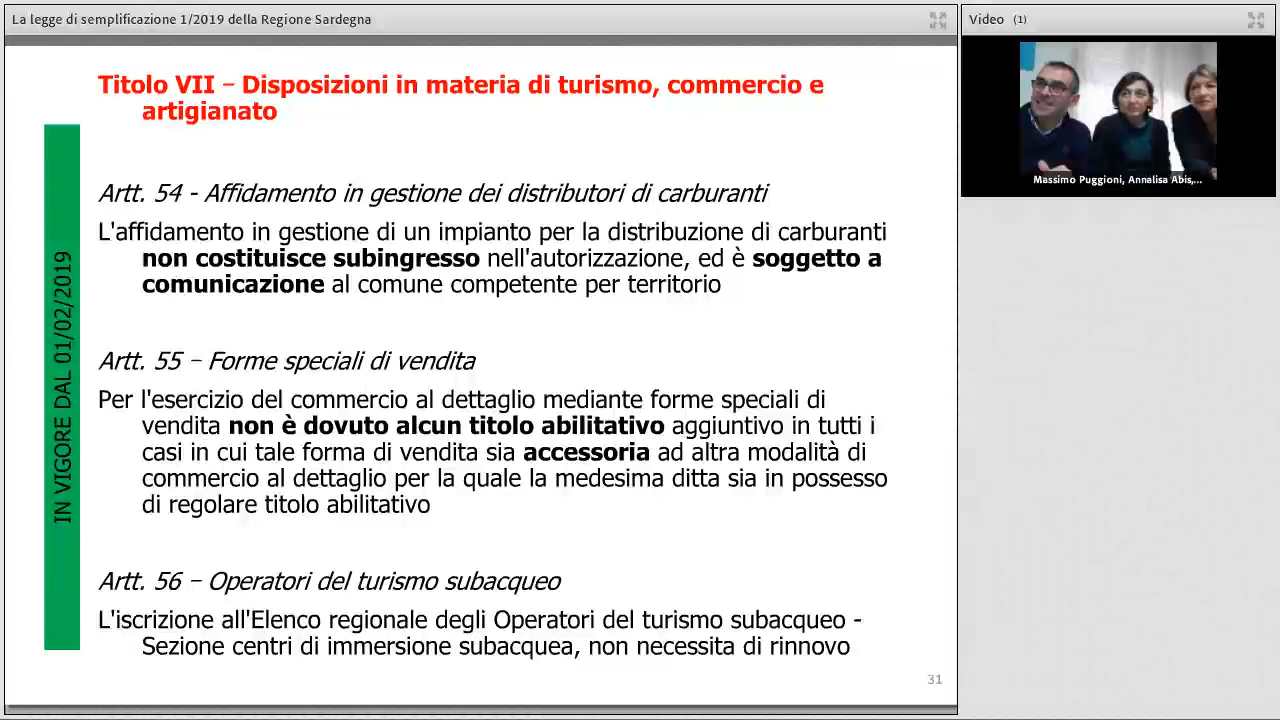 La legge di semplificazione 1/2019 della Regione Sardegna
Video (1)
Massimo Puggioni, Annalisa Abis,...
Titolo VII – Disposizioni in materia di turismo, commercio e
artigianato
IN VIGORE DAL 01/02/2019
Artt. 54 - Affidamento in gestione dei distributori di carburanti
L'affidamento in gestione di un impianto per la distribuzione di carburanti
non costituisce subingresso nell'autorizzazione, ed è soggetto a
comunicazione al comune competente per territorio
Artt. 55 – Forme speciali di vendita
Per l'esercizio del commercio al dettaglio mediante forme speciali di
vendita non è dovuto alcun titolo abilitativo aggiuntivo in tutti i
casi in cui tale forma di vendita sia accessoria ad altra modalità di
commercio al dettaglio per la quale la medesima ditta sia in possesso
di regolare titolo abilitativo
Artt. 56 – Operatori del turismo subacqueo
L'iscrizione all'Elenco regionale degli Operatori del turismo subacqueo -
Sezione centri di immersione subacquea, non necessita di rinnovo
31